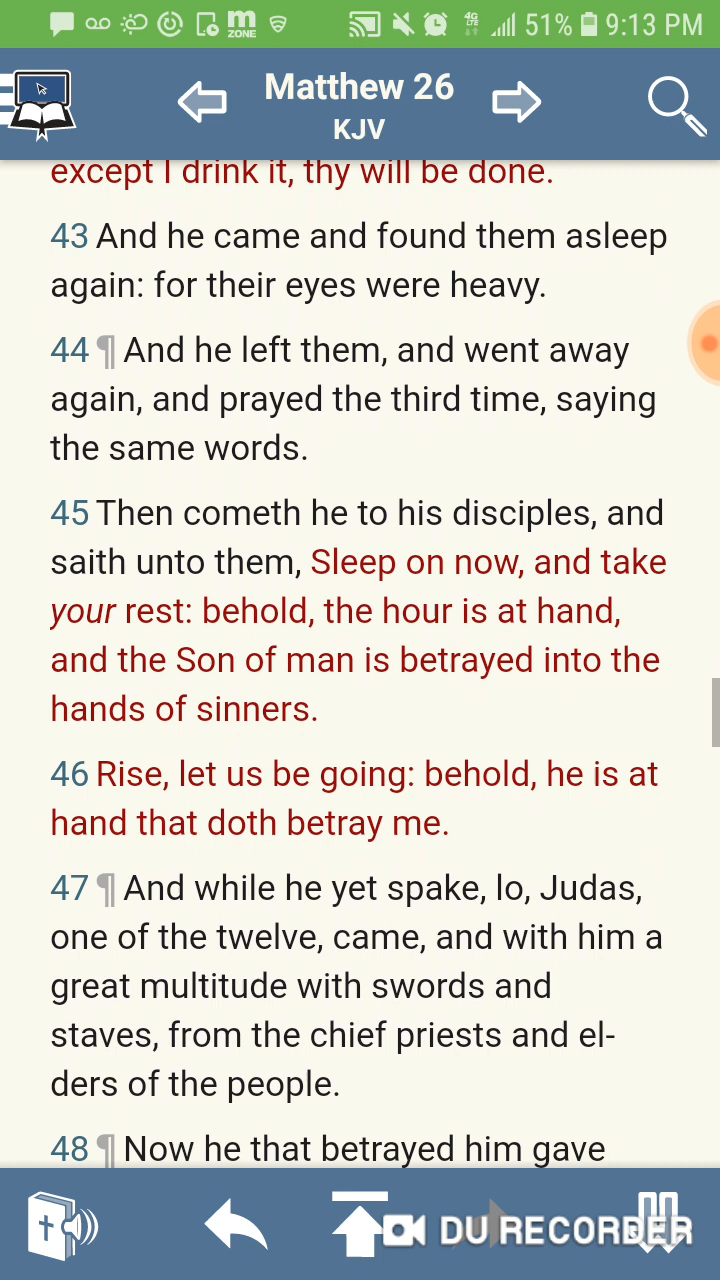 m
ZONE
4G
LTE
51% 9:13 PM
Matthew 26
KJV
except I drink it, thy will be done.
43 And he came and found them asleep
again: for their eyes were heavy.
44 ¶ And he left them, and went away
again, and prayed the third time, saying
the same words.
45 Then cometh he to his disciples, and
saith unto them, Sleep on now, and take
your rest: behold, the hour is at hand,
and the Son of man is betrayed into the
hands of sinners.
46 Rise, let us be going: behold, he is at
hand that doth betray me.
47 ¶ And while he yet spake, lo, Judas,
one of the twelve, came, and with him a
great multitude with swords and
staves, from the chief priests and el-
ders of the people.
48 ¶ Now he that betrayed him gave
DU RECORDER